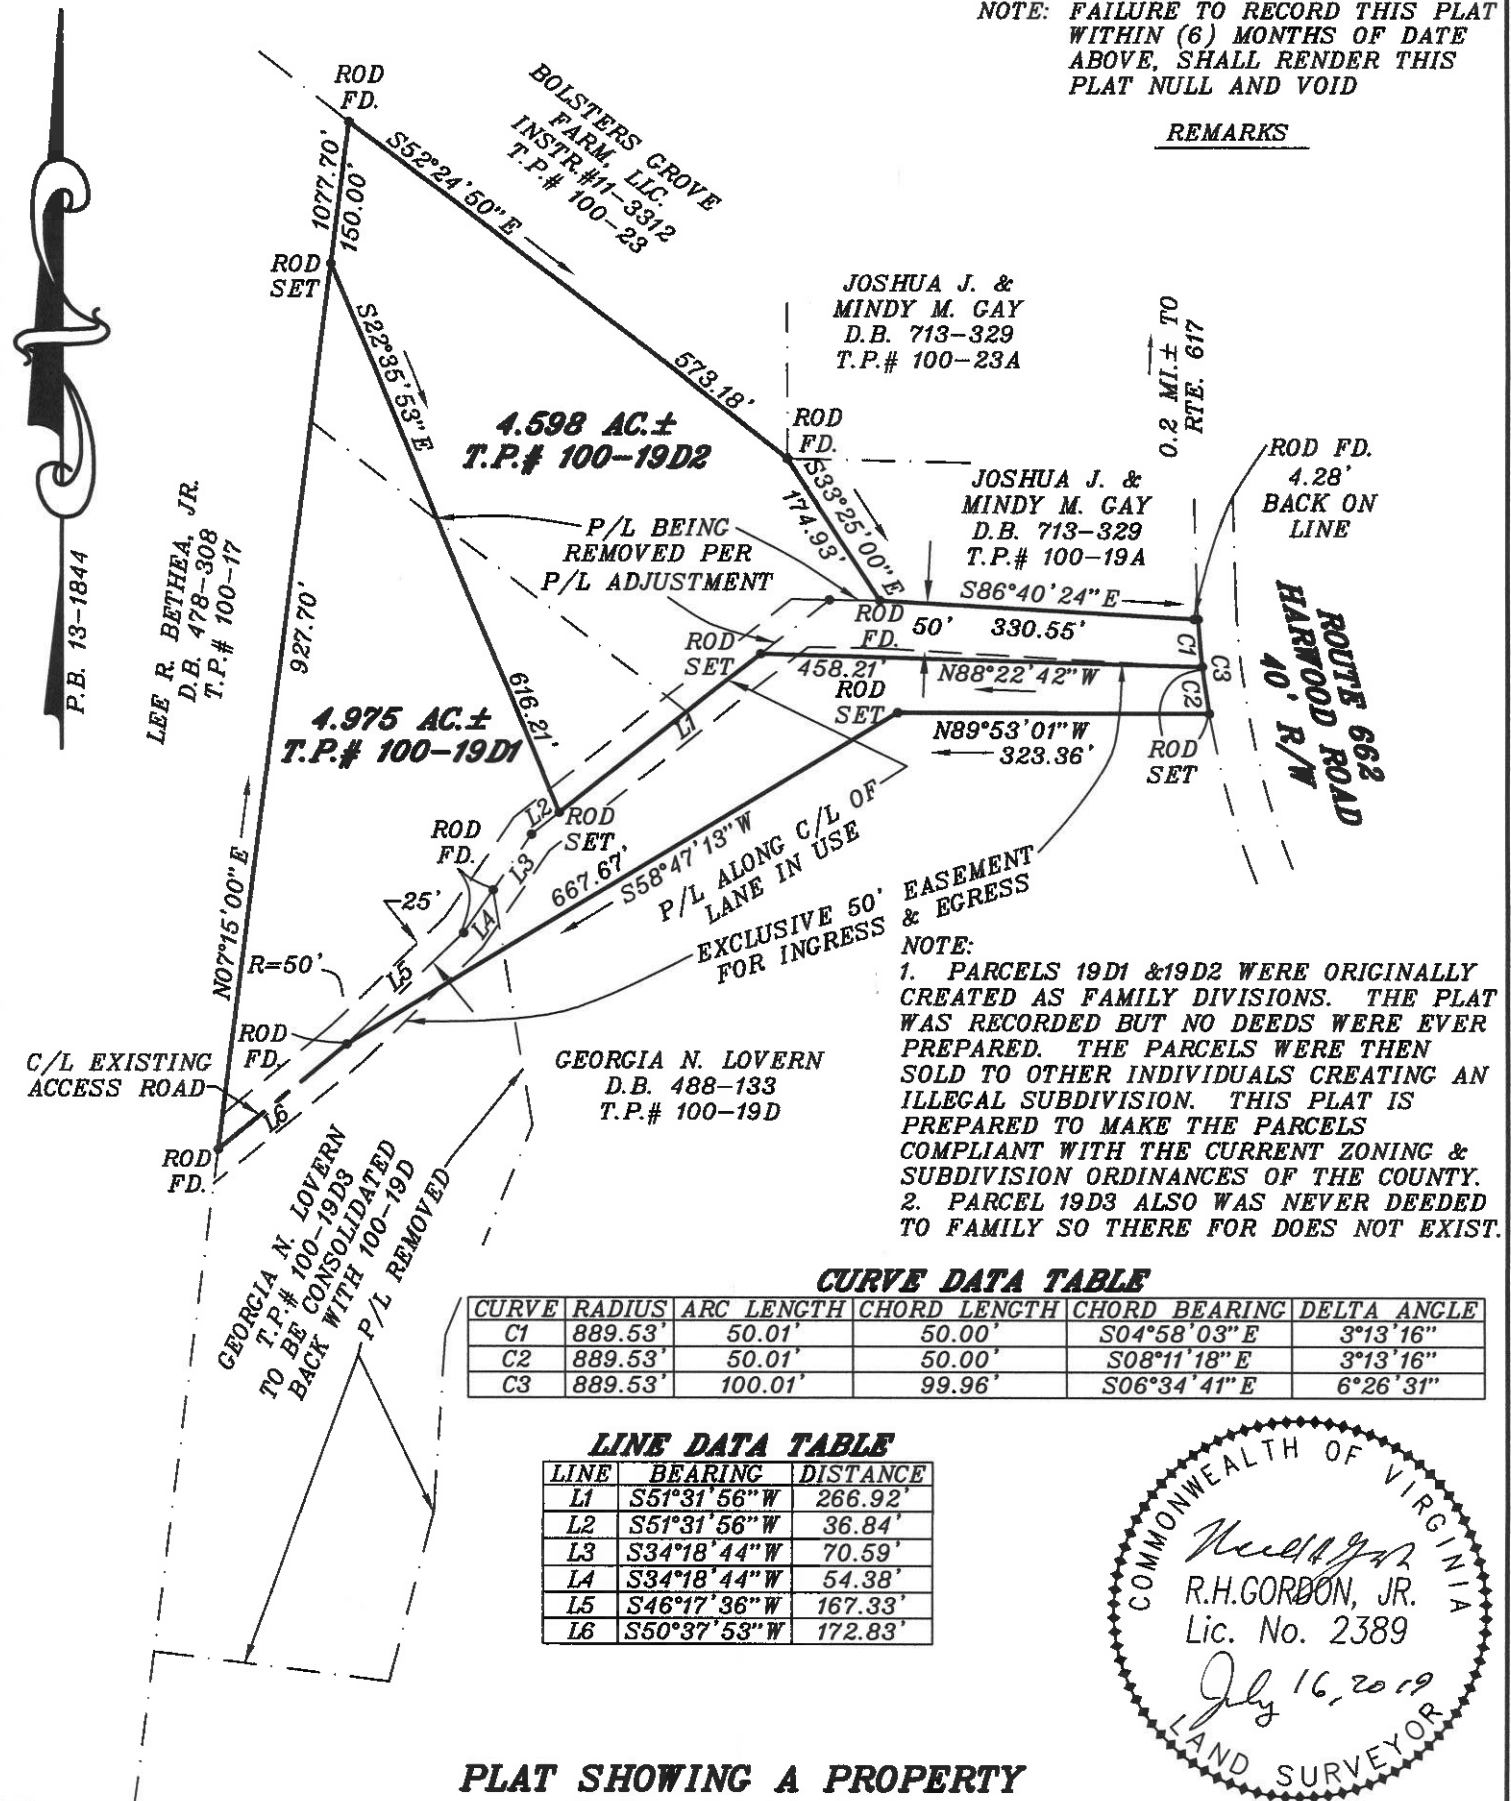 NOTE: FAILURE TO RECORD THIS PLAT
WITHIN (6) MONTHS OF DATE
ABOVE, SHALL RENDER THIS
PLAT NULL AND VOID
REMARKS
ROD
FD.
BOLSTERS GROVE
FARM, LLC.
INSTR.#11-3312
T.P.# 100-23
S52°24'50"E
573.18'
1077.70'
150.00'
ROD
SET
S22°35'53"E
616.21'
JOSHUA J. &
MINDY M. GAY
D.B. 713-329
T.P.# 100-23A
0.2 MI.± TO
RTE. 617
4.598 AC.±
T.P.# 100-19D2
ROD
FD.
S33°25'00"E
174.93'
JOSHUA J. &
MINDY M. GAY
D.B. 713-329
T.P.# 100-19A
ROD FD.
4.28'
BACK ON
LINE
P.B. 13-1844
LEE R. BETHEA, JR.
D.B. 478-308
T.P.# 100-17
927.70'
N07°15'00"E
P/L BEING
REMOVED PER
P/L ADJUSTMENT
ROD
FD.
S86°40'24"E
50' 330.55'
ROD
SET
458.21'
N88°22'42"W
C1
C3
C2
ROUTE 662
HARWOOD ROAD
40' R/W
ROD
SET
N89°53'01"W
323.36'
ROD
SET
4.975 AC.±
T.P.# 100-19D1
L1
L2
ROD
SET
ROD
FD.
L3
L4
667.67'
S58°47'13"W
P/L ALONG C/L OF
LANE IN USE
EXCLUSIVE 50' EASEMENT
FOR INGRESS & EGRESS
25'
R=50'
L5
ROD
FD.
C/L EXISTING
ACCESS ROAD
L6
ROD
FD.
GEORGIA N. LOVERN
D.B. 488-133
T.P.# 100-19D
NOTE:
1. PARCELS 19D1 &19D2 WERE ORIGINALLY
CREATED AS FAMILY DIVISIONS. THE PLAT
WAS RECORDED BUT NO DEEDS WERE EVER
PREPARED. THE PARCELS WERE THEN
SOLD TO OTHER INDIVIDUALS CREATING AN
ILLEGAL SUBDIVISION. THIS PLAT IS
PREPARED TO MAKE THE PARCELS
COMPLIANT WITH THE CURRENT ZONING &
SUBDIVISION ORDINANCES OF THE COUNTY.
2. PARCEL 19D3 ALSO WAS NEVER DEEDED
TO FAMILY SO THERE FOR DOES NOT EXIST.
GEORGIA N. LOVERN
T.P.# 100-19D3
TO BE CONSOLIDATED
BACK WITH 100-19D
P/L REMOVED
CURVE DATA TABLE
CURVE RADIUS ARC LENGTH CHORD LENGTH CHORD BEARING DELTA ANGLE
C1 889.53' 50.01' 50.00' S04°58'03"E 3°13'16"
C2 889.53' 50.01' 50.00' S08°11'18"E 3°13'16"
C3 889.53' 100.01' 99.96' S06°34'41"E 6°26'31"
LINE DATA TABLE
LINE BEARING DISTANCE
L1 S51°31'56"W 266.92'
L2 S51°31'56"W 36.84'
L3 S34°18'44"W 70.59'
L4 S34°18'44"W 54.38'
L5 S46°17'36"W 167.33'
L6 S50°37'53"W 172.83'
COMMONWEALTH OF VIRGINIA
R.H.GORDON, JR.
Lic. No. 2389
July 16, 2019
LAND SURVEYOR
PLAT SHOWING A PROPERTY